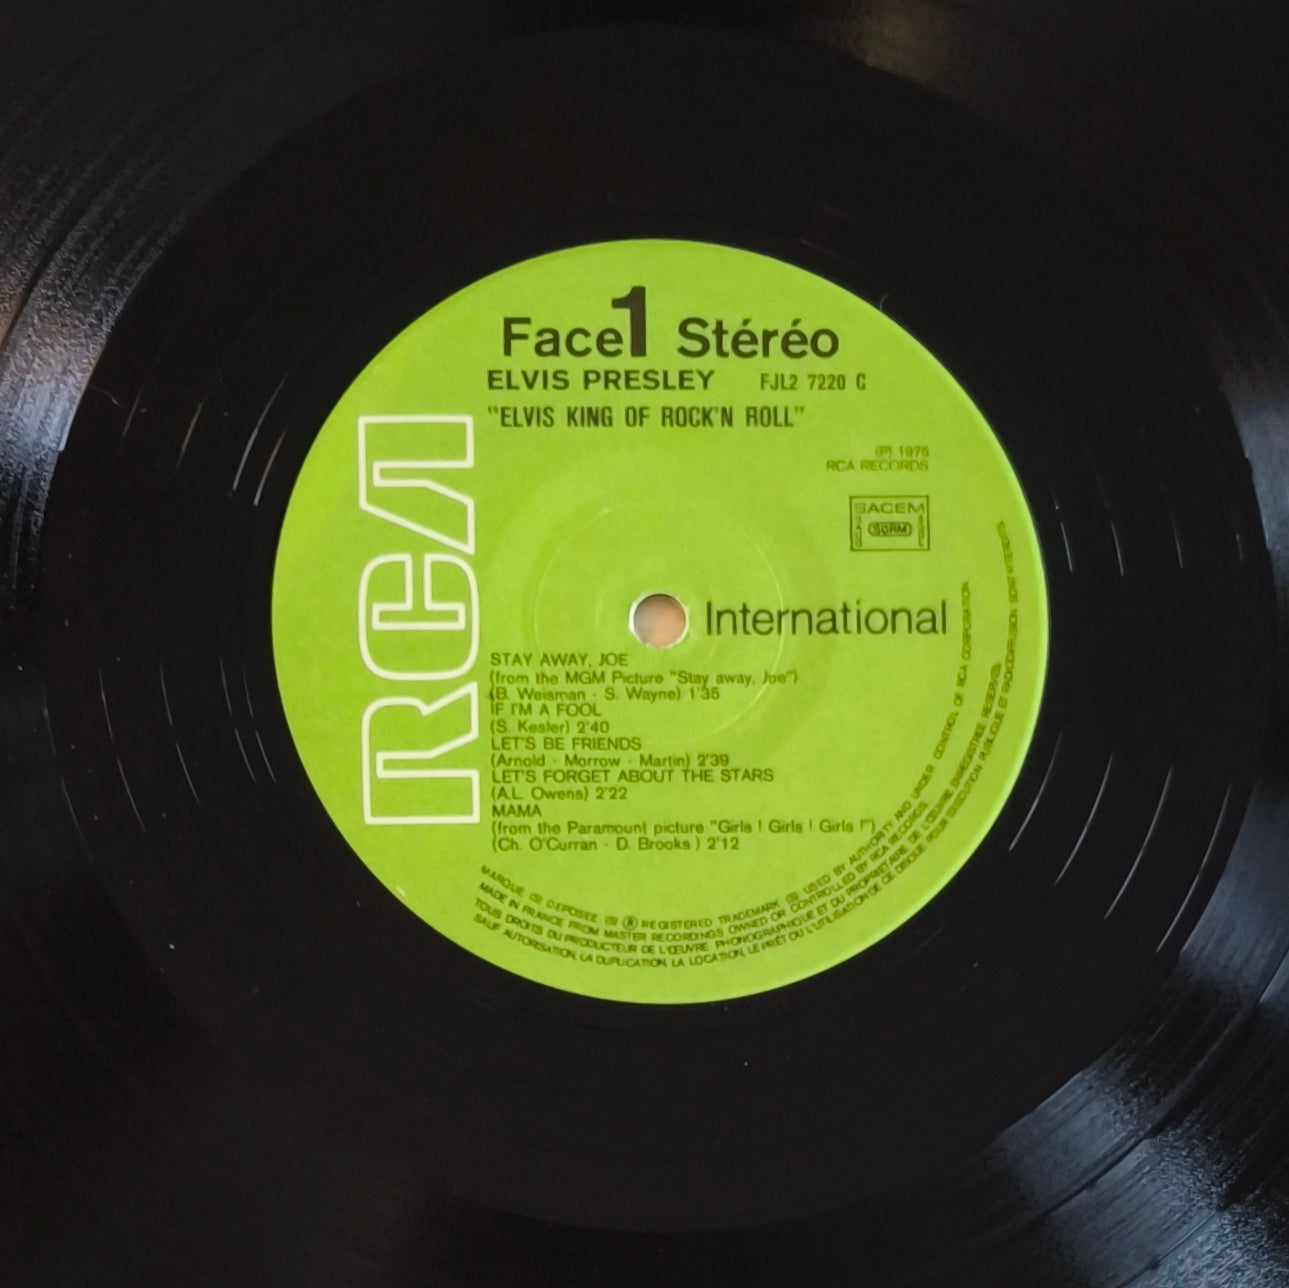 Face 1 Stéréo
ELVIS PRESLEY FJL2 7220 C
"ELVIS KING OF ROCK'N ROLL"
℗ 1975
RCA RECORDS
SACEM
SDRM
RCA
International
STAY AWAY, JOE
(from the MGM Picture "Stay away, Joe")
(B. Weisman - S. Wayne) 1'35
IF I'M A FOOL
(S. Kesler) 2'40
LET'S BE FRIENDS
(Arnold - Morrow - Martin) 2'39
LET'S FORGET ABOUT THE STARS
(A.L. Owens) 2'22
MAMA
(from the Paramount picture "Girls ! Girls ! Girls !")
(Ch. O'Curran - D. Brooks ) 2'12
MARQUE (S) DEPOSEE (S) ® REGISTERED TRADEMARK (S) USED BY AUTHORITY AND UNDER CONTROL OF RCA CORPORATION
MADE IN FRANCE FROM MASTER RECORDINGS OWNED OR CONTROLLED BY RCA RECORDS
TOUS DROITS DU PRODUCTEUR DE L'ŒUVRE PHONOGRAPHIQUE ET DU PROPRIETAIRE DE L'ŒUVRE ENREGISTREE RESERVES
SAUF AUTORISATION, LA DUPLICATION, LA LOCATION, LE PRÊT OU L'UTILISATION DE CE DISQUE POUR EXECUTION PUBLIQUE ET RADIODIFFUSION SONT INTERDITS